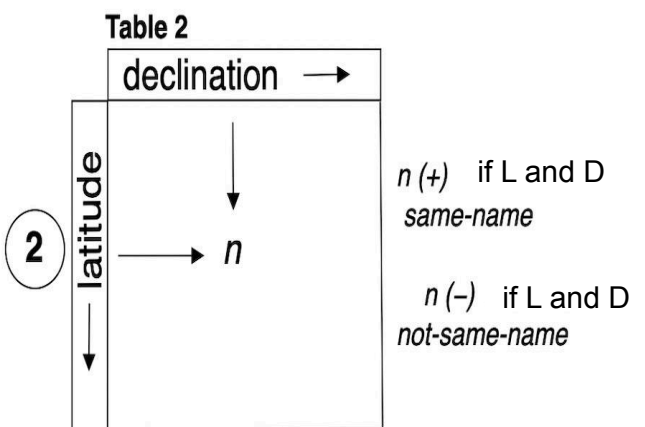 Table 2
declination →
latitude →
2
n
n (+) if L and D
same-name
n (–) if L and D
not-same-name